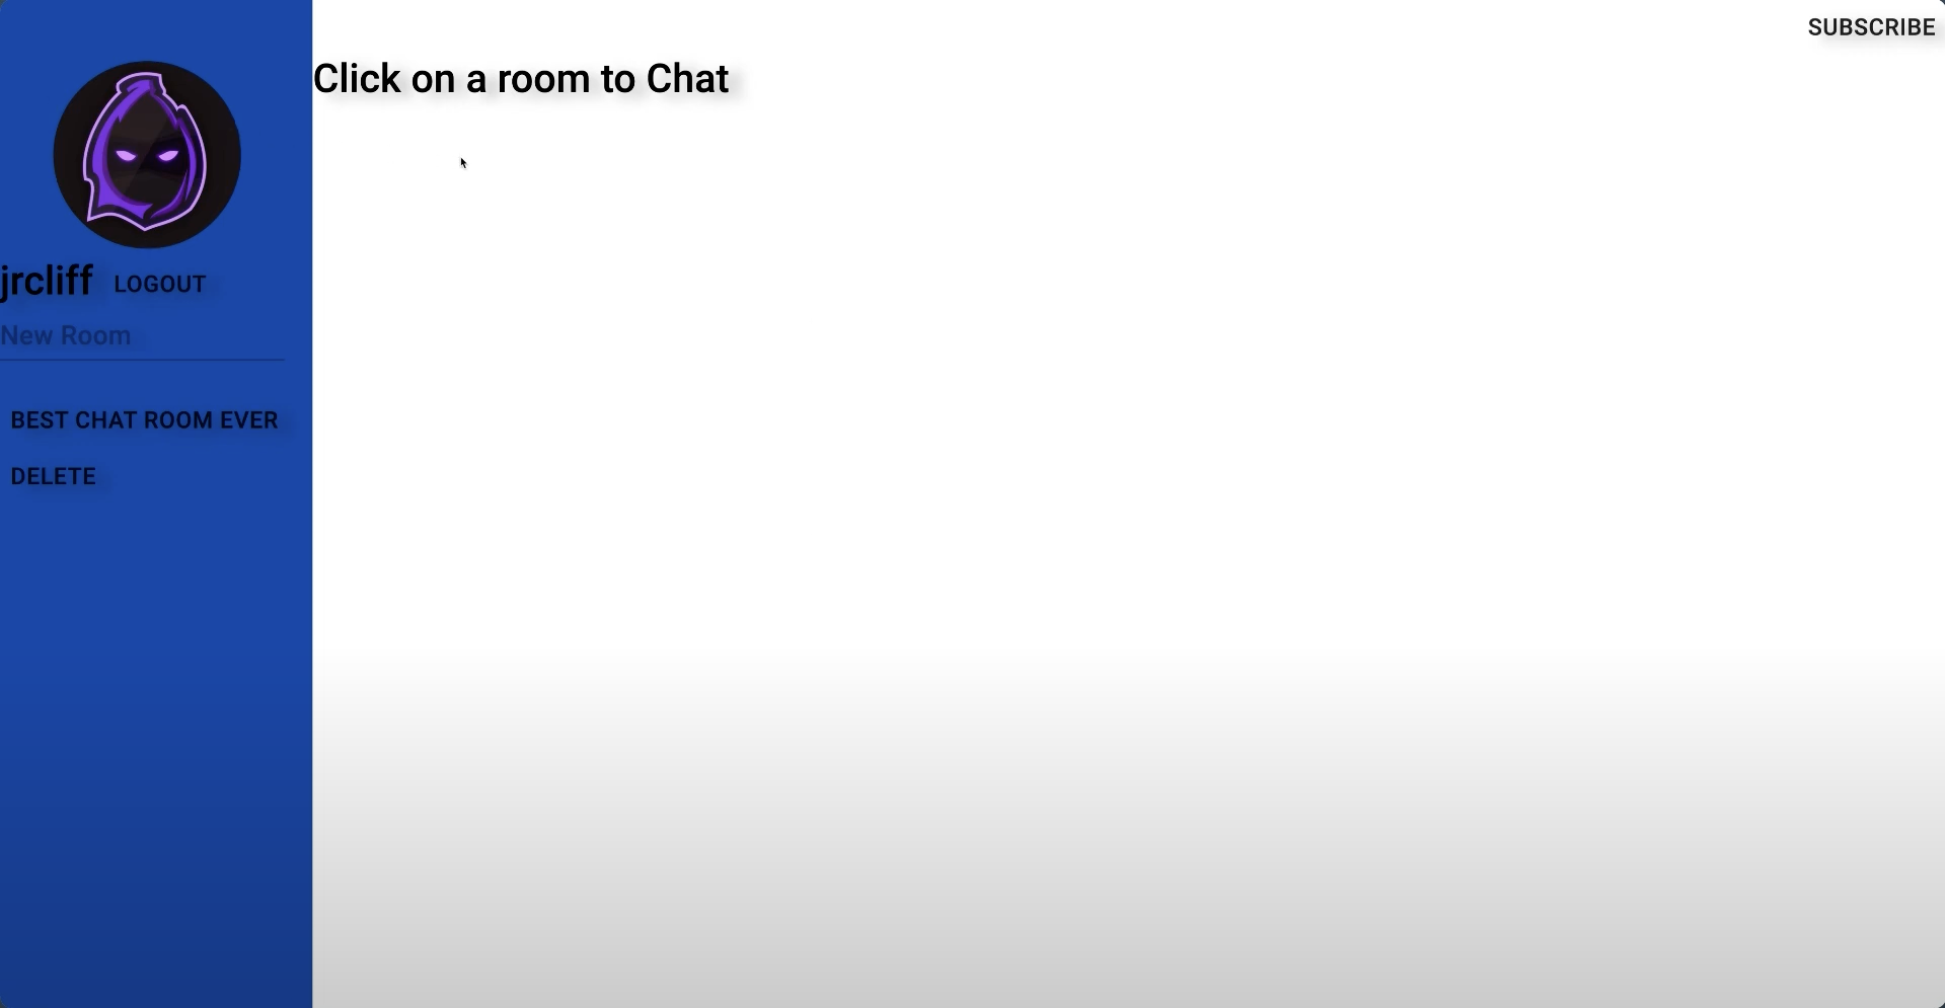 SUBSCRIBE
Click on a room to Chat
jrcliff LOGOUT
New Room
BEST CHAT ROOM EVER
DELETE